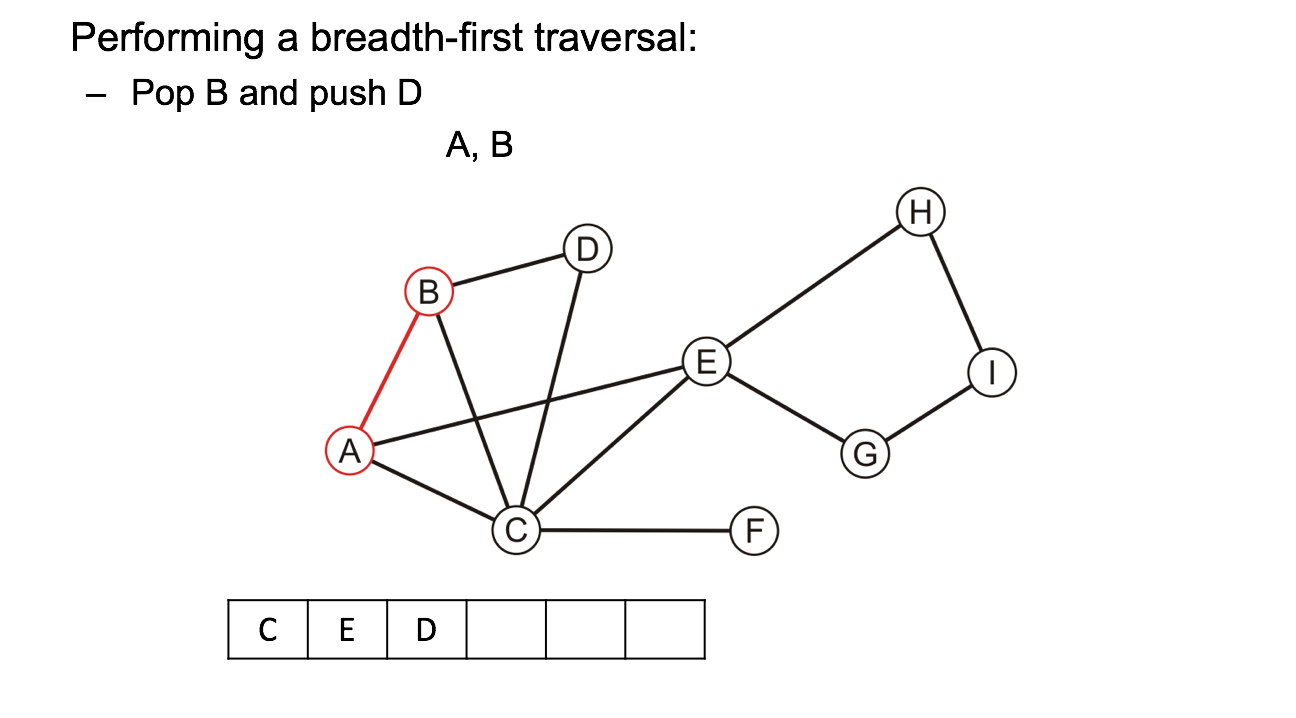 Performing a breadth-first traversal:
– Pop B and push D
A, B
H
D
B
E
I
A
G
C
F
C E D